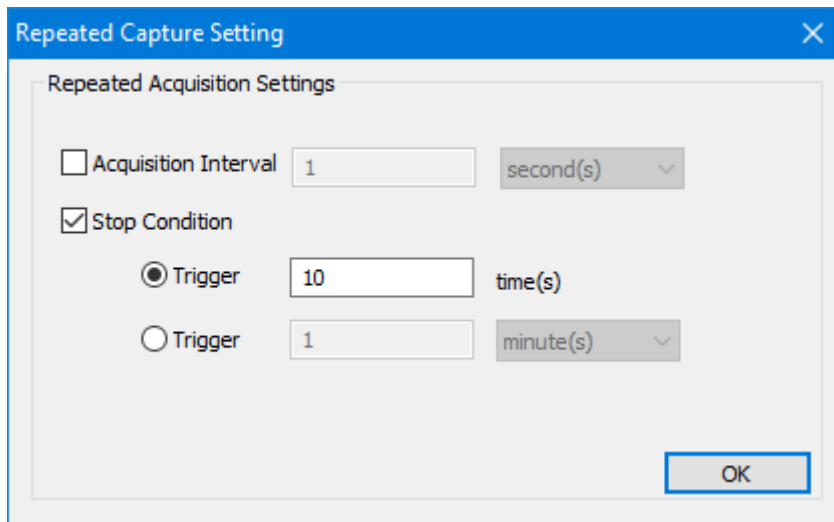 Repeated Capture Setting
Repeated Acquisition Settings
Acquisition Interval 1 second(s)
Stop Condition
Trigger 10 time(s)
Trigger 1 minute(s)
OK